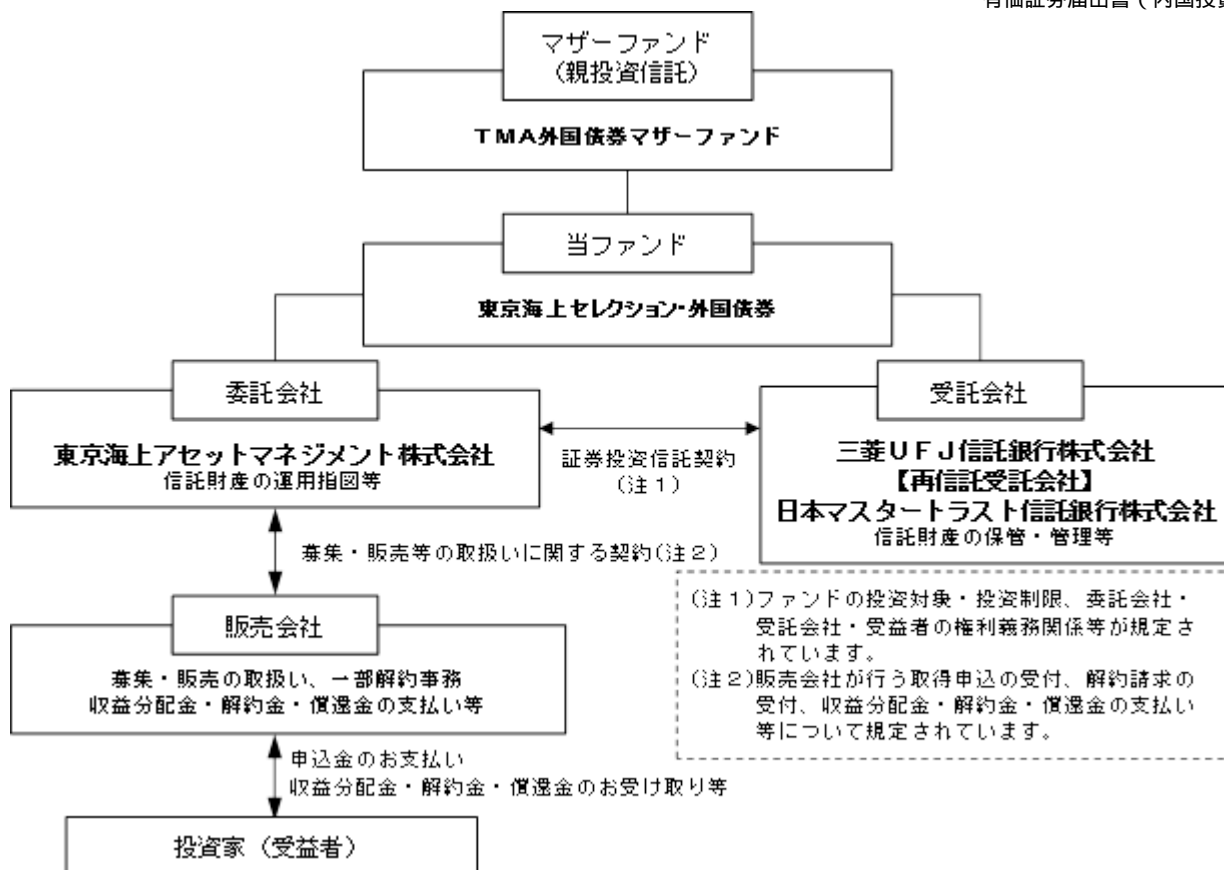 有価証券届出書（内国投資
マザーファンド
（親投資信託）
ＴＭＡ外国債券マザーファンド
当ファンド
東京海上セレクション・外国債券
委託会社
東京海上アセットマネジメント株式会社
信託財産の運用指図等
証券投資信託契約
（注１）
受託会社
三菱ＵＦＪ信託銀行株式会社
【再信託受託会社】
日本マスタートラスト信託銀行株式会社
信託財産の保管・管理等
募集・販売等の取扱いに関する契約(注２)
販売会社
募集・販売の取扱い、一部解約事務
収益分配金・解約金・償還金の支払い等
(注１)ファンドの投資対象・投資制限、委託会社・
受託会社・受益者の権利義務関係等が規定さ
れています。
(注２)販売会社が行う取得申込の受付、解約請求の
受付、収益分配金・解約金・償還金の支払い
等について規定されています。
申込金のお支払い
収益分配金・解約金・償還金のお受け取り等
投資家（受益者）